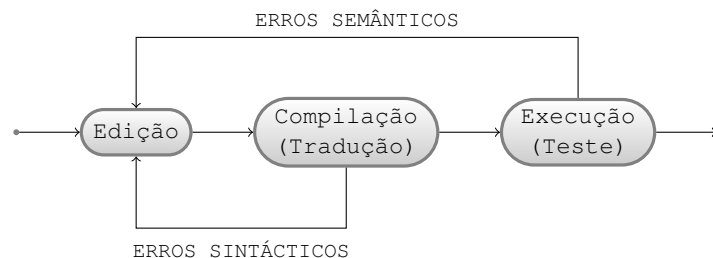 ERROS SEMÂNTICOS
Edição
Compilação
(Tradução)
Execução
(Teste)
ERROS SINTÁCTICOS